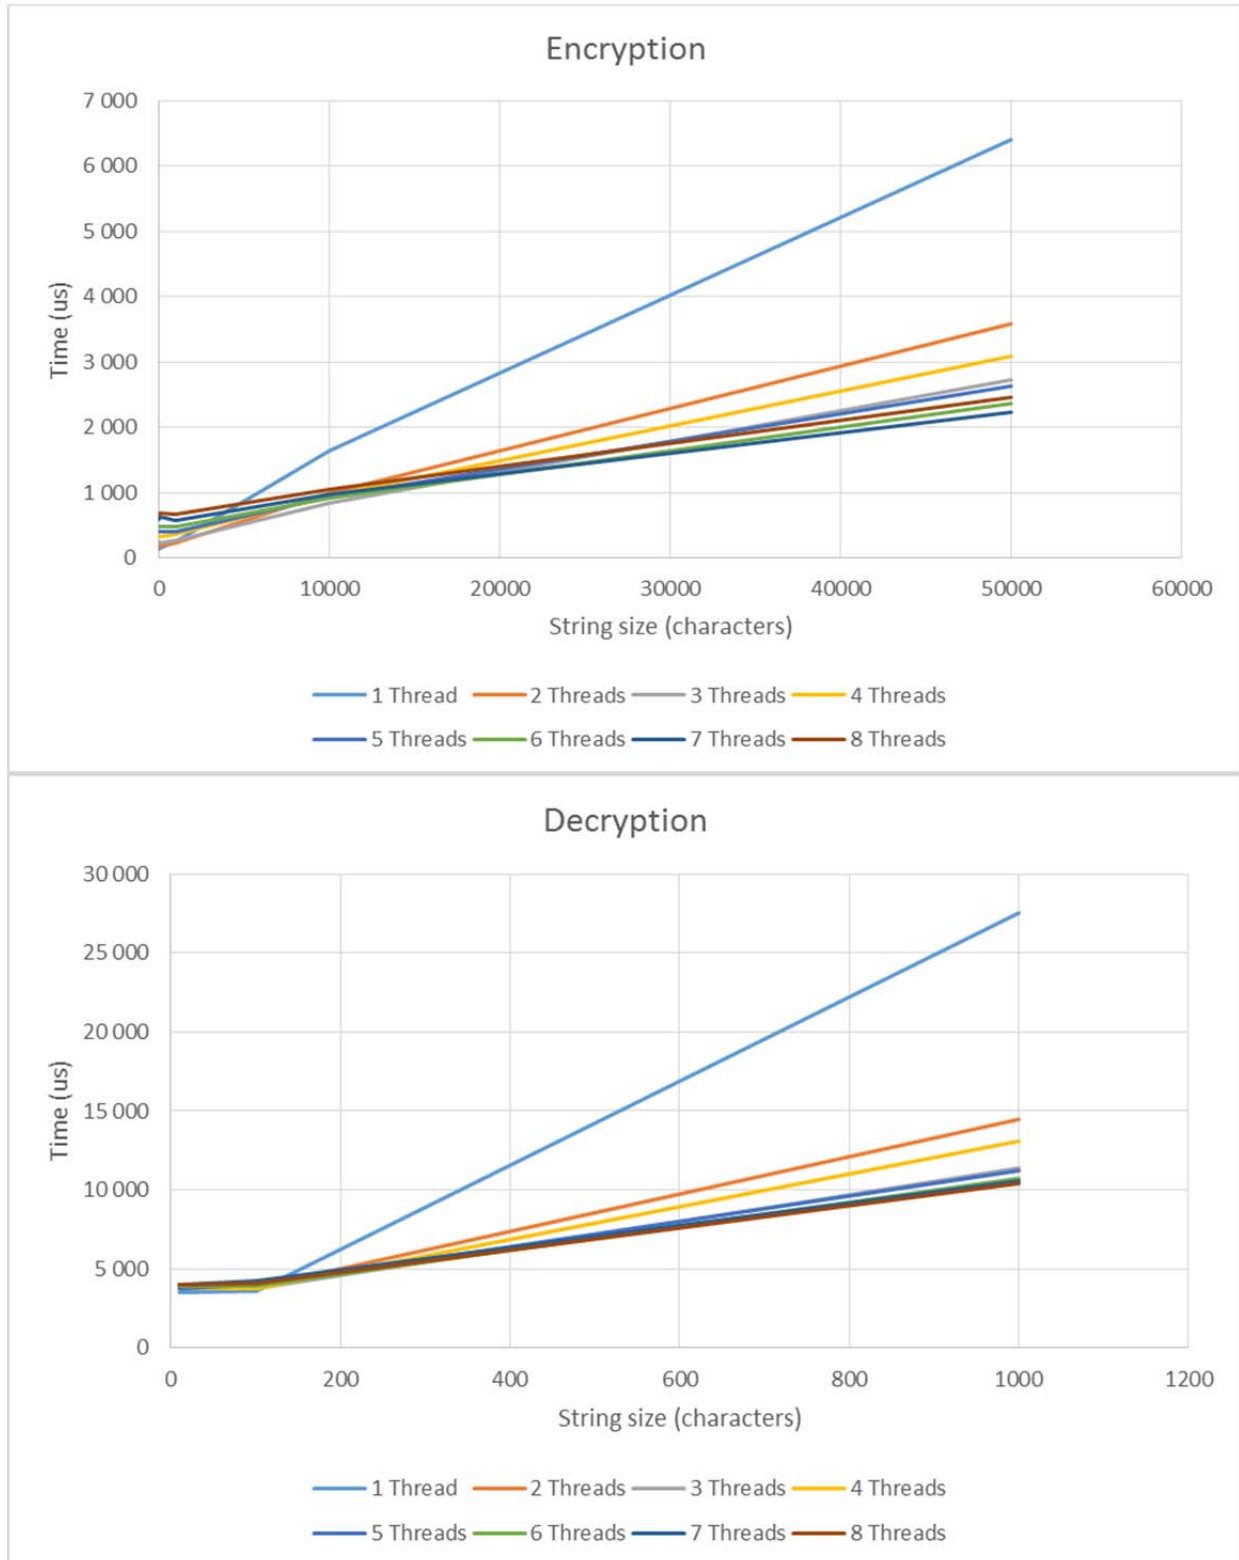 Encryption
7 000
6 000
5 000
4 000
3 000
2 000
1 000
0
Time (us)
0 10000 20000 30000 40000 50000 60000
String size (characters)
1 Thread 2 Threads 3 Threads 4 Threads
5 Threads 6 Threads 7 Threads 8 Threads
Decryption
30 000
25 000
20 000
15 000
10 000
5 000
0
Time (us)
0 200 400 600 800 1000 1200
String size (characters)
1 Thread 2 Threads 3 Threads 4 Threads
5 Threads 6 Threads 7 Threads 8 Threads